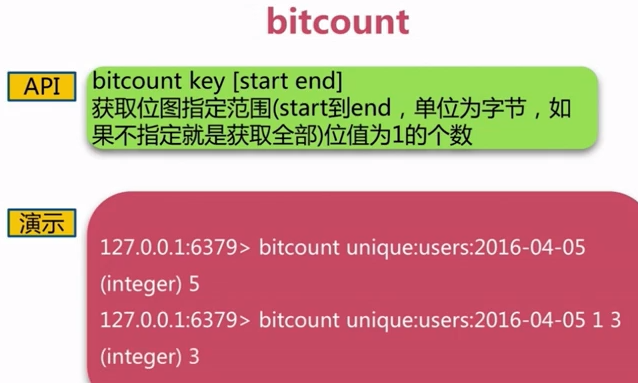 bitcount
API
bitcount key [start end]
获取位图指定范围(start到end，单位为字节，如
果不指定就是获取全部)位值为1的个数
演示
127.0.0.1:6379> bitcount unique:users:2016-04-05
(integer) 5
127.0.0.1:6379> bitcount unique:users:2016-04-05 1 3
(integer) 3